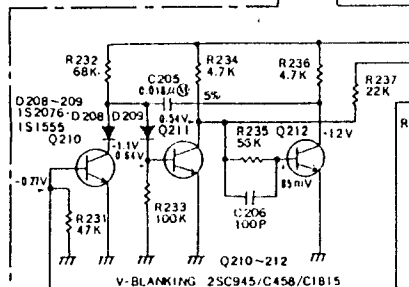 R232
68K
R234
4.7K
R236
4.7K
C205
0.018μ Ⓜ
5%
R237
22K
D208~209
1S2076·
1S1555
D208
D209
0.54V
Q210
Q211
Q212
-12V
-1.1V
0.64V
R235
56K
-0.77V
85mV
R231
47K
R233
100K
C206
100P
Q210~212
V-BLANKING 2SC945/C458/C1815
R